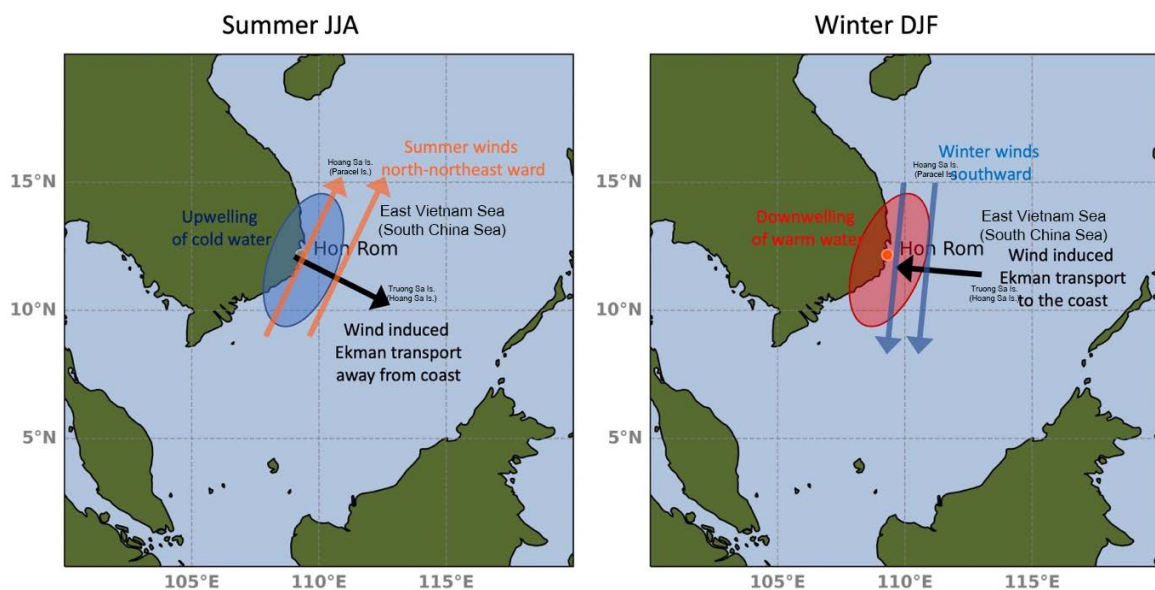 Summer JJA
Hoang Sa Is.
(Paracel Is.)
Summer winds
north-northeast ward
15°N
Upwelling
of cold water
East Vietnam Sea
(South China Sea)
Hon Rom
Truong Sa Is.
(Hoang Sa Is.)
10°N
Wind induced
Ekman transport
away from coast
5°N
105°E
110°E
115°E
Winter DJF
Winter winds
southward
Hoang Sa Is.
(Paracel Is.)
15°N
Downwelling
of warm water
East Vietnam Sea
(South China Sea)
Hon Rom
Wind induced
Ekman transport
to the coast
Truong Sa Is.
(Hoang Sa Is.)
10°N
5°N
105°E
110°E
115°E